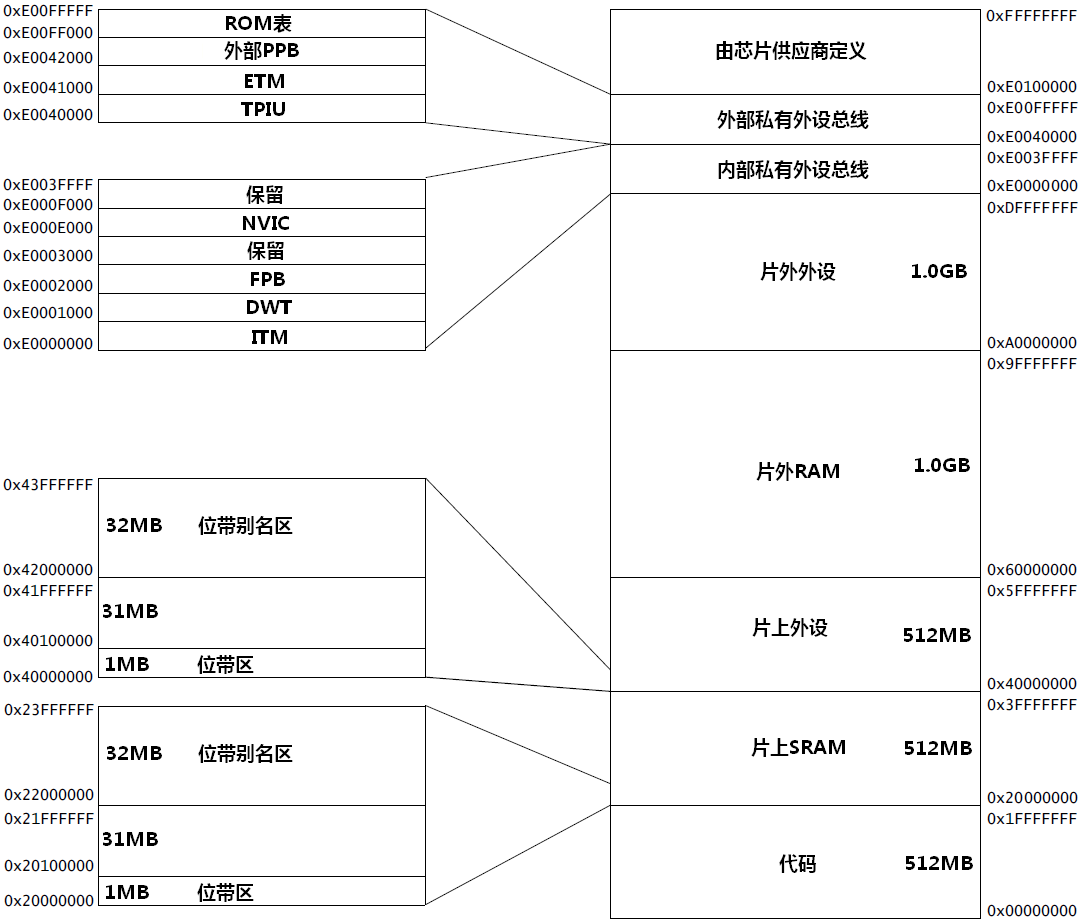 0xE00FFFFF
ROM表
0xE00FF000
外部PPB
0xE0042000
ETM
0xE0041000
TPIU
0xE0040000
0xE003FFFF
保留
0xE000F000
NVIC
0xE000E000
保留
0xE0003000
FPB
0xE0002000
DWT
0xE0001000
ITM
0xE0000000
0x43FFFFFF
32MB 位带别名区
0x42000000
0x41FFFFFF
31MB
0x40100000
1MB 位带区
0x40000000
0x23FFFFFF
32MB 位带别名区
0x22000000
0x21FFFFFF
31MB
0x20100000
1MB 位带区
0x20000000
0xFFFFFFFF
由芯片供应商定义
0xE0100000
0xE00FFFFF
外部私有外设总线
0xE0040000
0xE003FFFF
内部私有外设总线
0xE0000000
0xDFFFFFFF
片外外设 1.0GB
0xA0000000
0x9FFFFFFF
片外RAM 1.0GB
0x60000000
0x5FFFFFFF
片上外设 512MB
0x40000000
0x3FFFFFFF
片上SRAM 512MB
0x20000000
0x1FFFFFFF
代码 512MB
0x00000000